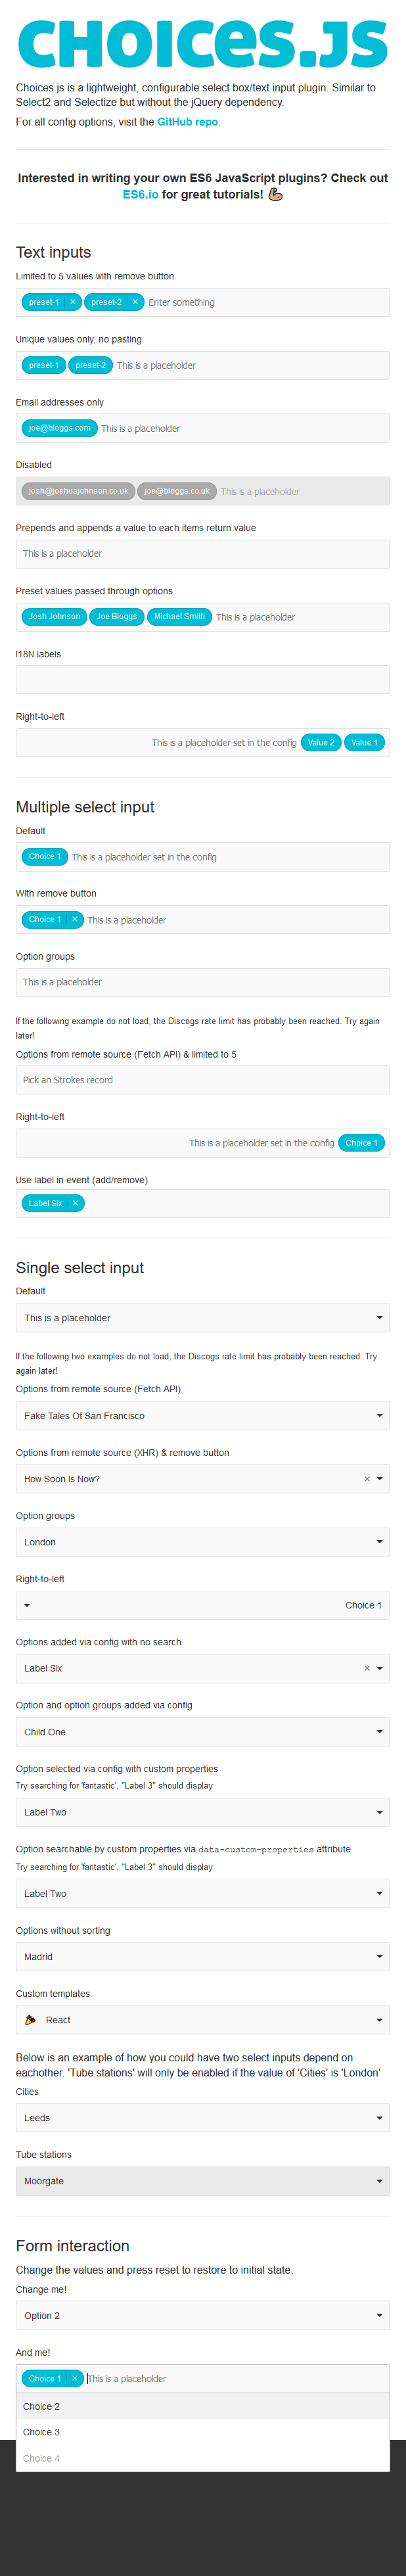 CHOICES.JS
Choices.js is a lightweight, configurable select box/text input plugin. Similar to
Select2 and Selectize but without the jQuery dependency.
For all config options, visit the GitHub repo.
Interested in writing your own ES6 JavaScript plugins? Check out
ES6.io for great tutorials! 💪🏼
Text inputs
Limited to 5 values with remove button
preset-1 × preset-2 × Enter something
Unique values only, no pasting
preset-1 preset-2 This is a placeholder
Email addresses only
joe@bloggs.com This is a placeholder
Disabled
josh@joshuajohnson.co.uk joe@bloggs.co.uk This is a placeholder
Prepends and appends a value to each items return value
This is a placeholder
Preset values passed through options
Josh Johnson Joe Bloggs Michael Smith This is a placeholder
I18N labels
Right-to-left
This is a placeholder set in the config Value 2 Value 1
Multiple select input
Default
Choice 1 This is a placeholder set in the config
With remove button
Choice 1 × This is a placeholder
Option groups
This is a placeholder
If the following example do not load, the Discogs rate limit has probably been reached. Try again
later!
Options from remote source (Fetch API) & limited to 5
Pick an Strokes record
Right-to-left
This is a placeholder set in the config Choice 1
Use label in event (add/remove)
Label Six ×
Single select input
Default
This is a placeholder
If the following two examples do not load, the Discogs rate limit has probably been reached. Try
again later!
Options from remote source (Fetch API)
Fake Tales Of San Francisco
Options from remote source (XHR) & remove button
How Soon Is Now? ×
Option groups
London
Right-to-left
Choice 1
Options added via config with no search
Label Six ×
Option and option groups added via config
Child One
Option selected via config with custom properties
Try searching for 'fantastic', "Label 3" should display
Label Two
Option searchable by custom properties via data-custom-properties attribute
Try searching for 'fantastic', "Label 3" should display
Label Two
Options without sorting
Madrid
Custom templates
🎉 React
Below is an example of how you could have two select inputs depend on
eachother. 'Tube stations' will only be enabled if the value of 'Cities' is 'London'
Cities
Leeds
Tube stations
Moorgate
Form interaction
Change the values and press reset to restore to initial state.
Change me!
Option 2
And me!
Choice 1 × This is a placeholder
Choice 2
Choice 3
Choice 4